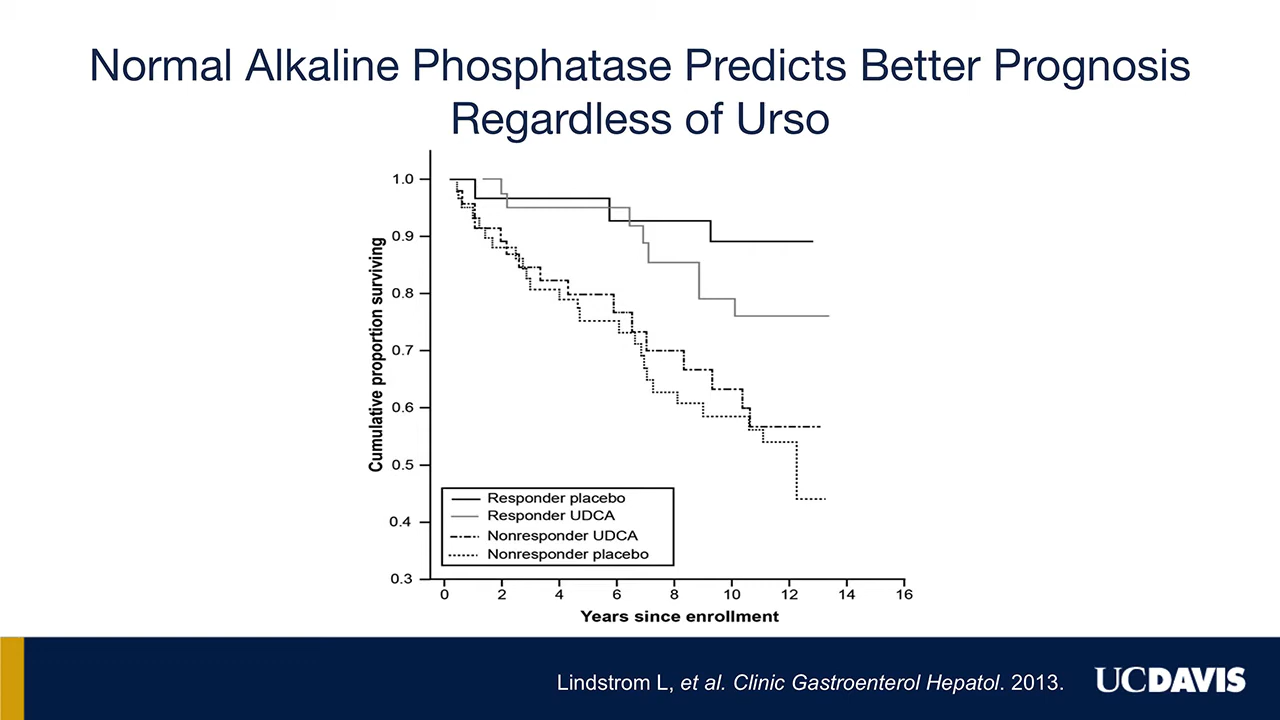 Normal Alkaline Phosphatase Predicts Better Prognosis
Regardless of Urso
Cumulative proportion surviving
1.0
0.9
0.8
0.7
0.6
0.5
0.4
0.3
Responder placebo
Responder UDCA
Nonresponder UDCA
Nonresponder placebo
0 2 4 6 8 10 12 14 16
Years since enrollment
Lindstrom L, et al. Clinic Gastroenterol Hepatol. 2013.
UCDAVIS